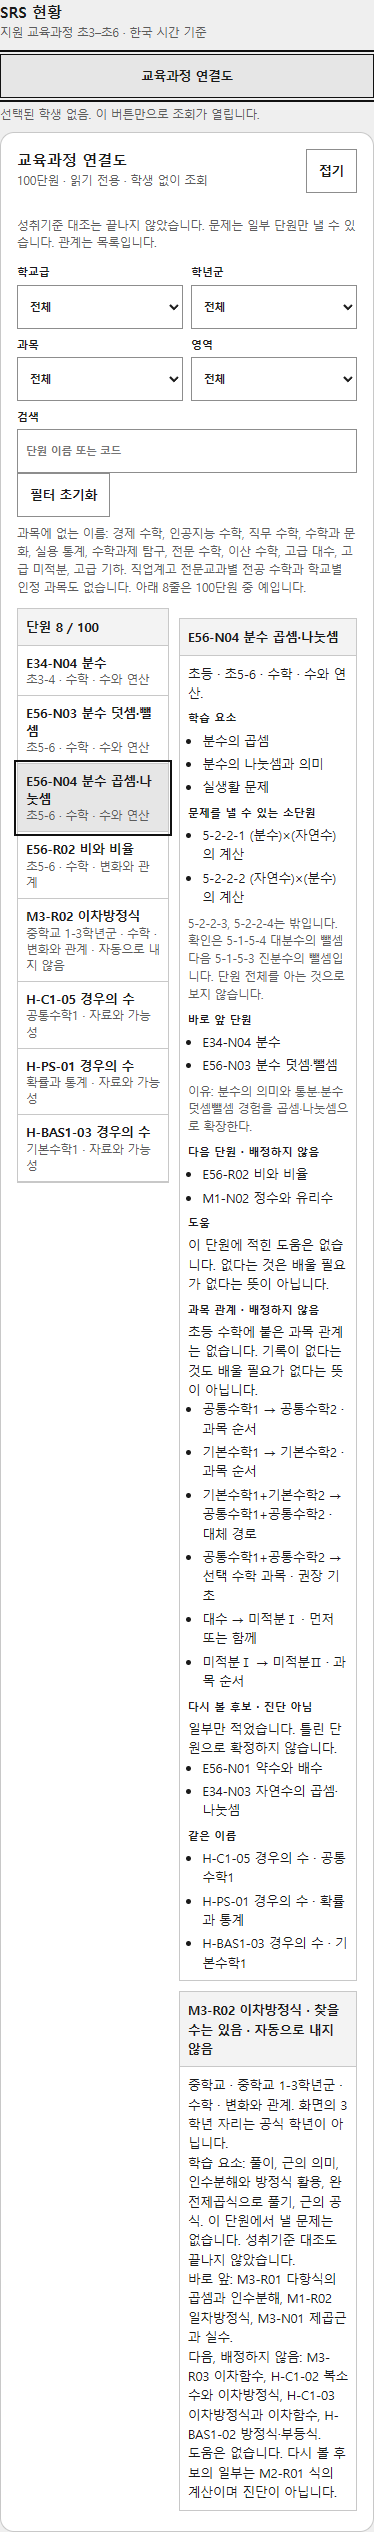 SRS 현황
지원 교육과정 초3–초6 · 한국 시간 기준
교육과정 연결도
선택된 학생 없음. 이 버튼만으로 조회가 열립니다.
교육과정 연결도
100단원 · 읽기 전용 · 학생 없이 조회
접기
성취기준 대조는 끝나지 않았습니다. 문제는 일부 단원만 낼 수 있
습니다. 관계는 목록입니다.
학교급
학년군
전체
전체
과목
영역
전체
전체
검색
단원 이름 또는 코드
필터 초기화
과목에 없는 이름: 경제 수학, 인공지능 수학, 직무 수학, 수학과 문
화, 실용 통계, 수학과제 탐구, 전문 수학, 이산 수학, 고급 대수, 고
급 미적분, 고급 기하. 직업계고 전문교과별 전공 수학과 학교별
인정 과목도 없습니다. 아래 8줄은 100단원 중 예입니다.
단원 8 / 100
E34-N04 분수
초3-4 · 수학 · 수와 연산
E56-N03 분수 덧셈·뺄
셈
초5-6 · 수학 · 수와 연산
E56-N04 분수 곱셈·나
눗셈
초5-6 · 수학 · 수와 연산
E56-R02 비와 비율
초5-6 · 수학 · 변화와 관
계
M3-R02 이차방정식
중학교 1-3학년군 · 수학 ·
변화와 관계 · 자동으로 내
지 않음
H-C1-05 경우의 수
공통수학1 · 자료와 가능
성
H-PS-01 경우의 수
확률과 통계 · 자료와 가능
성
H-BAS1-03 경우의 수
기본수학1 · 자료와 가능
성
E56-N04 분수 곱셈·나눗셈
초등 · 초5-6 · 수학 · 수와 연
산.
학습 요소
• 분수의 곱셈
• 분수의 나눗셈과 의미
• 실생활 문제
문제를 낼 수 있는 소단원
• 5-2-2-1 (분수)×(자연수)
의 계산
• 5-2-2-2 (자연수)×(분수)
의 계산
5-2-2-3, 5-2-2-4는 밖입니다.
확인은 5-1-5-4 대분수의 뺄셈
다음 5-1-5-3 진분수의 뺄셈입
니다. 단원 전체를 아는 것으로
보지 않습니다.
바로 앞 단원
• E34-N04 분수
• E56-N03 분수 덧셈·뺄셈
이유: 분수의 의미와 통분·분수
덧셈뺄셈 경험을 곱셈·나눗셈으
로 확장한다.
다음 단원 · 배정하지 않음
• E56-R02 비와 비율
• M1-N02 정수와 유리수
도움
이 단원에 적힌 도움은 없습
니다. 없다는 것은 배울 필요
가 없다는 뜻이 아닙니다.
과목 관계 · 배정하지 않음
초등 수학에 붙은 과목 관계
는 없습니다. 기록이 없다는
것도 배울 필요가 없다는 뜻
이 아닙니다.
• 공통수학1 → 공통수학2 ·
과목 순서
• 기본수학1 → 기본수학2 ·
과목 순서
• 기본수학1+기본수학2 →
공통수학1+공통수학2 ·
대체 경로
• 공통수학1+공통수학2 →
선택 수학 과목 · 권장 기
초
• 대수 → 미적분Ⅰ · 먼저
또는 함께
• 미적분Ⅰ → 미적분Ⅱ · 과
목 순서
다시 볼 후보 · 진단 아님
일부만 적었습니다. 틀린 단
원으로 확정하지 않습니다.
• E56-N01 약수와 배수
• E34-N03 자연수의 곱셈·
나눗셈
같은 이름
• H-C1-05 경우의 수 · 공통
수학1
• H-PS-01 경우의 수 · 확률
과 통계
• H-BAS1-03 경우의 수 · 기
본수학1
M3-R02 이차방정식 · 찾을
수는 있음 · 자동으로 내지
않음
중학교 · 중학교 1-3학년군 ·
수학 · 변화와 관계. 화면의 3
학년 자리는 공식 학년이 아
닙니다.
학습 요소: 풀이, 근의 의미,
인수분해와 방정식 활용, 완
전제곱식으로 풀기, 근의 공
식. 이 단원에서 낼 문제는
없습니다. 성취기준 대조도
끝나지 않았습니다.
바로 앞: M3-R01 다항식의
곱셈과 인수분해, M1-R02
일차방정식, M3-N01 제곱근
과 실수.
다음, 배정하지 않음: M3-
R03 이차함수, H-C1-02 복소
수와 이차방정식, H-C1-03
이차방정식과 이차함수, H-
BAS1-02 방정식·부등식.
도움은 없습니다. 다시 볼 후
보의 일부는 M2-R01 식의
계산이며 진단이 아닙니다.